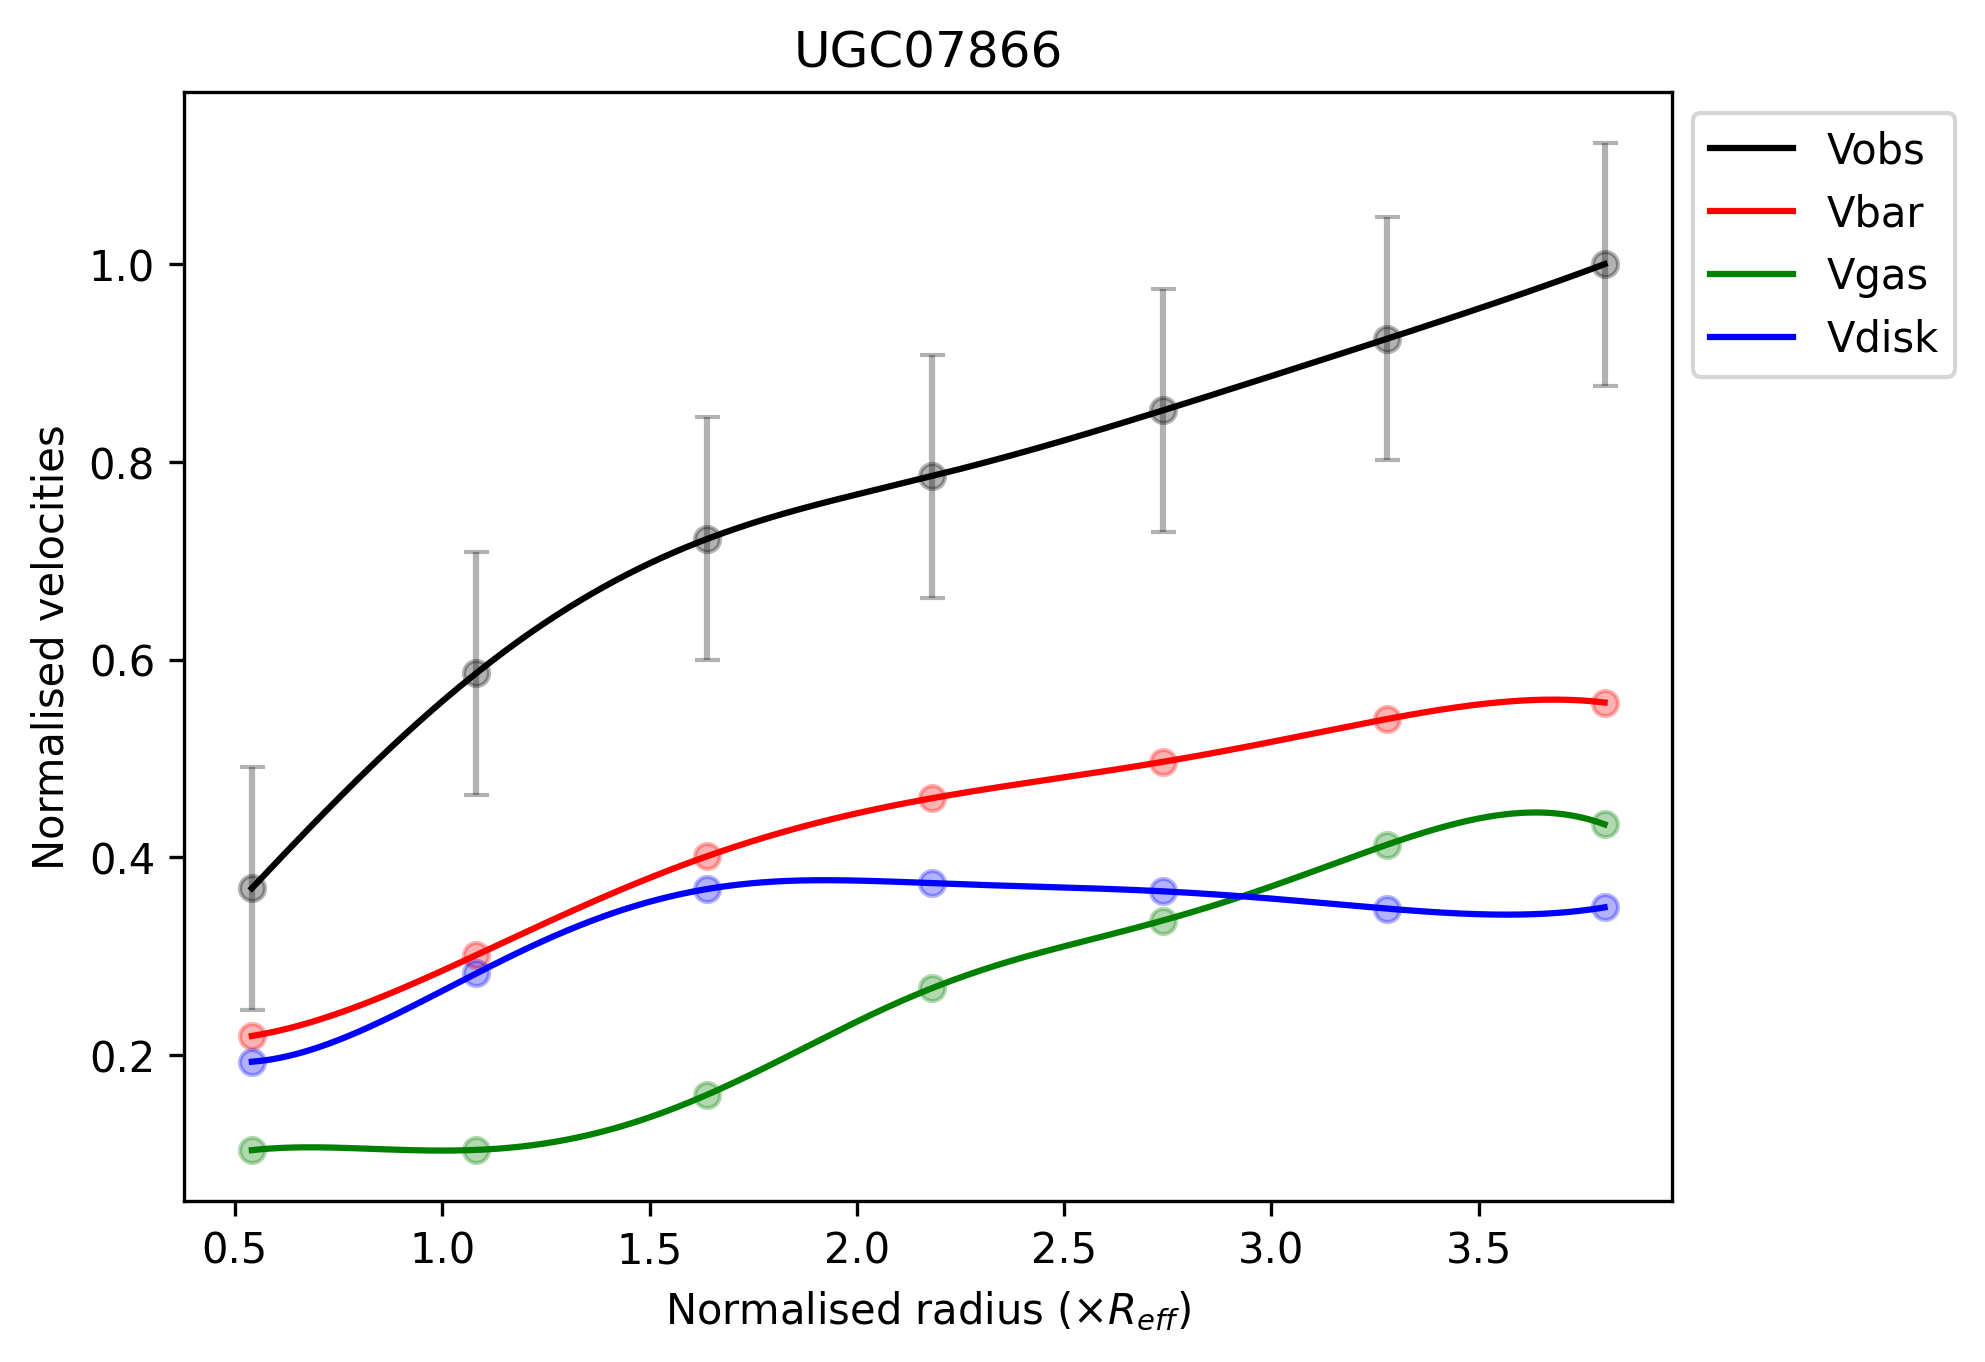 UGC07866
Vobs
Vbar
Vgas
Vdisk
Normalised velocities
1.0
0.8
0.6
0.4
0.2
0.5 1.0 1.5 2.0 2.5 3.0 3.5
Normalised radius (×R_eff)